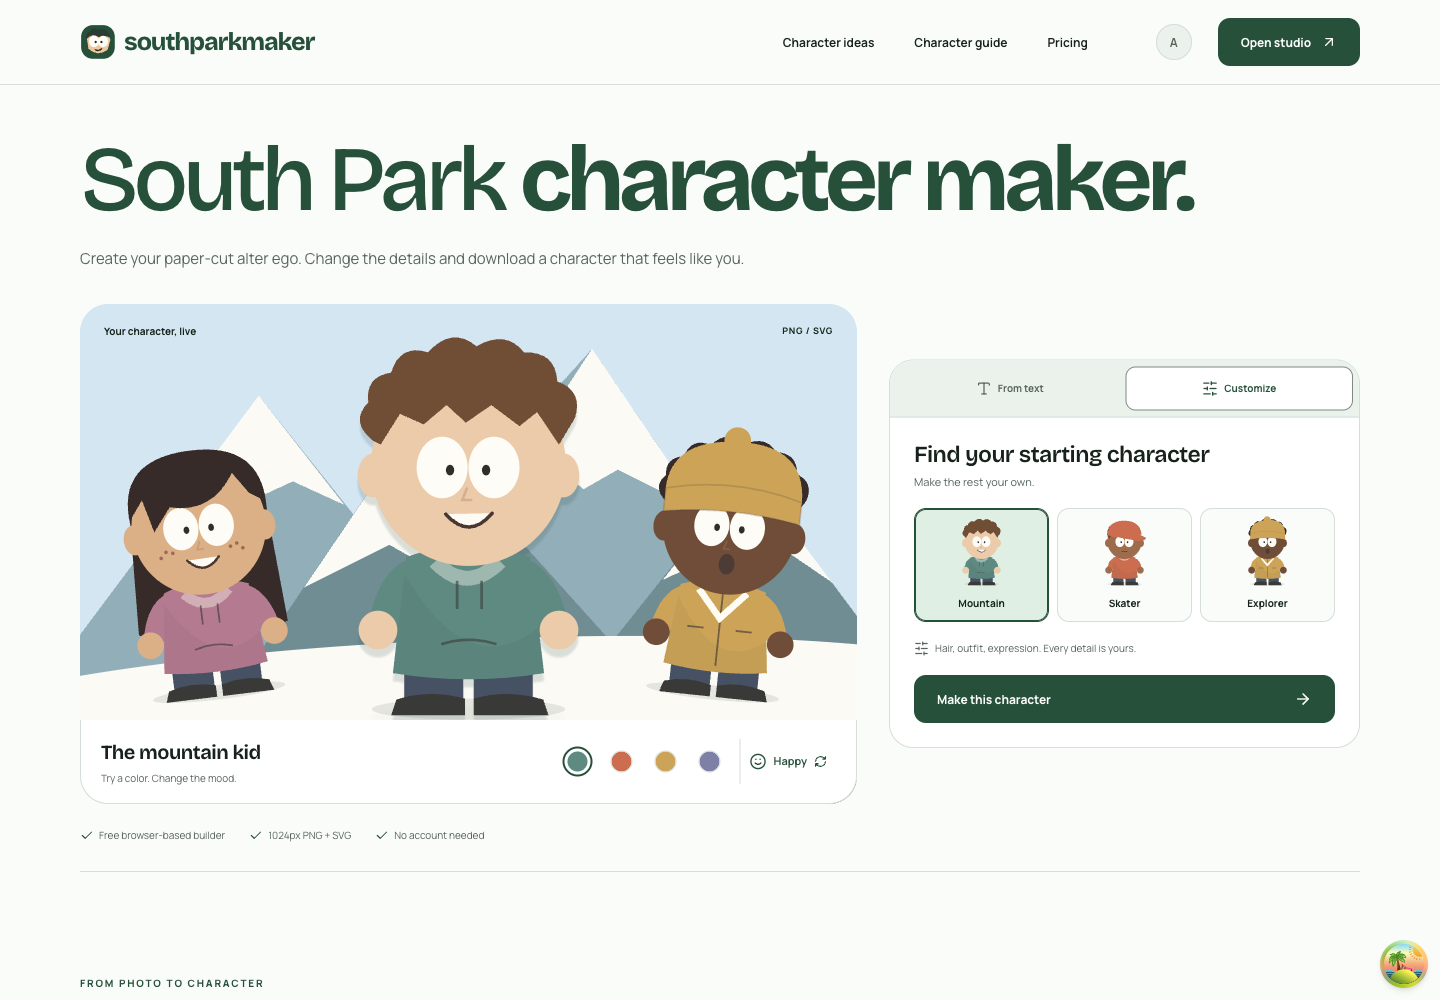 southparkmaker
Character ideas
Character guide
Pricing
A
Open studio
South Park character maker.
Create your paper-cut alter ego. Change the details and download a character that feels like you.
Your character, live
PNG / SVG
From text
Customize
Find your starting character
Make the rest your own.
Mountain
Skater
Explorer
Hair, outfit, expression. Every detail is yours.
Make this character
The mountain kid
Try a color. Change the mood.
Happy
Free browser-based builder
1024px PNG + SVG
No account needed
FROM PHOTO TO CHARACTER